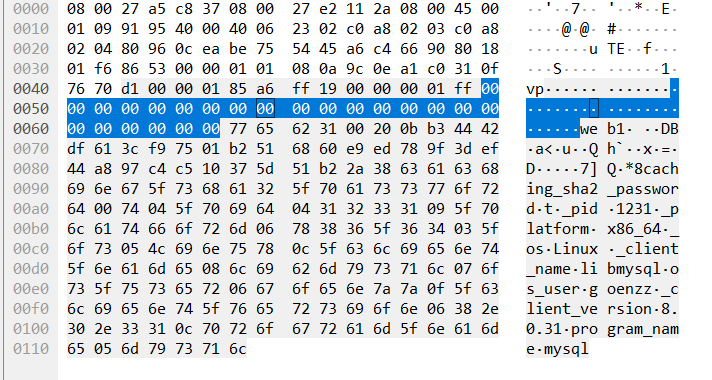 0000 08 00 27 a5 c8 37 08 00 27 e2 11 2a 08 00 45 00 ··'··7·· '··*··E·
0010 01 09 91 95 40 00 40 06 23 02 c0 a8 02 03 c0 a8 ····@·@· #·······
0020 02 04 80 90 0c ea be 75 54 45 a6 c4 66 90 80 18 ·······u TE··f···
0030 01 f6 86 53 00 00 01 01 08 0a 9c 0e a1 c0 31 0f ···S···· ······1·
0040 76 70 d1 00 00 01 85 a6 ff 19 00 00 00 01 ff 00 vp······ ········
0050 00 00 00 00 00 00 00 00 00 00 00 00 00 00 00 00 ········ ········
0060 00 00 00 00 00 00 77 65 62 31 00 20 0b b3 44 42 ······we b1· ··DB
0070 df 61 3c f9 75 01 b2 51 68 60 e9 ed 78 9f 3d ef ·a<·u··Q h`··x·=·
0080 44 a8 97 c4 c5 10 37 5d 51 b2 2a 38 63 61 63 68 D·····7] Q·*8cach
0090 69 6e 67 5f 73 68 61 32 5f 70 61 73 73 77 6f 72 ing_sha2 _passwor
00a0 64 00 74 04 5f 70 69 64 04 31 32 33 31 09 5f 70 d·t·_pid ·1231·_p
00b0 6c 61 74 66 6f 72 6d 06 78 38 36 5f 36 34 03 5f latform· x86_64·_
00c0 6f 73 05 4c 69 6e 75 78 0c 5f 63 6c 69 65 6e 74 os·Linux ·_client
00d0 5f 6e 61 6d 65 08 6c 69 62 6d 79 73 71 6c 07 6f _name·li bmysql·o
00e0 73 5f 75 73 65 72 06 67 6f 65 6e 7a 7a 0f 5f 63 s_user·g oenzz·_c
00f0 6c 69 65 6e 74 5f 76 65 72 73 69 6f 6e 06 38 2e lient_ve rsion·8.
0100 30 2e 33 31 0c 70 72 6f 67 72 61 6d 5f 6e 61 6d 0.31·pro gram_nam
0110 65 05 6d 79 73 71 6c e·mysql